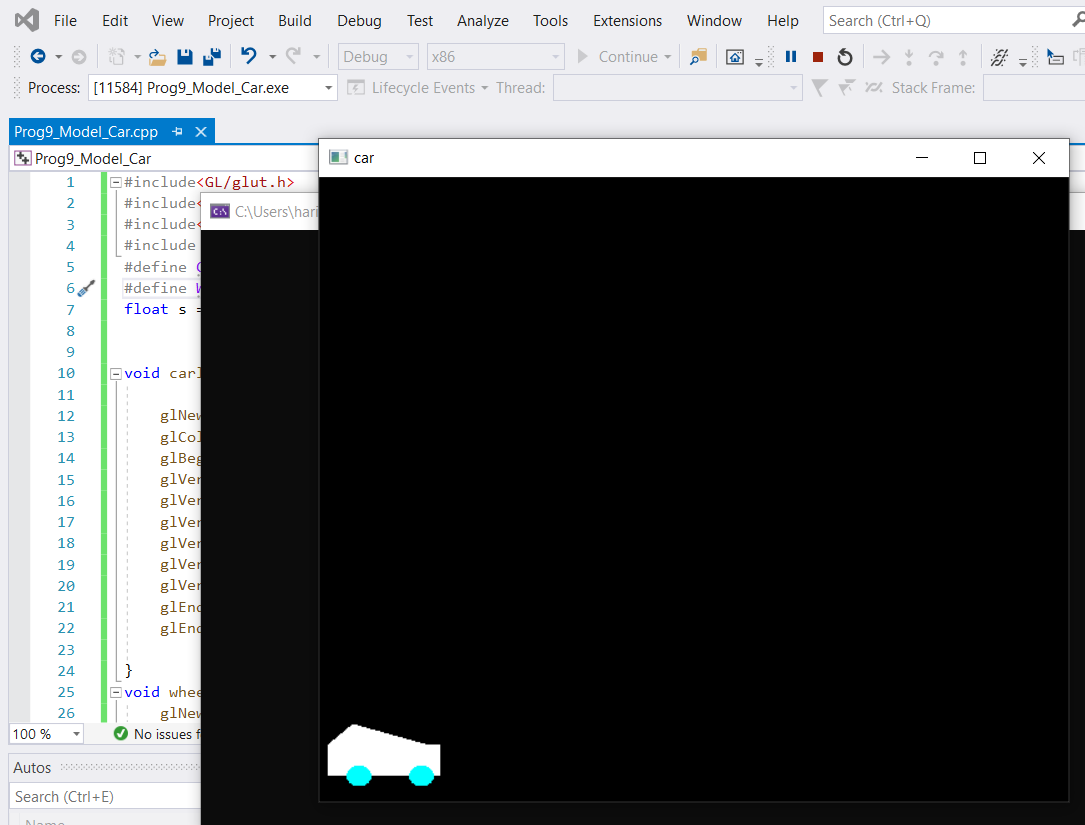 File Edit View Project Build Debug Test Analyze Tools Extensions Window Help Search (Ctrl+Q)
Debug x86 Continue
Process: [11584] Prog9_Model_Car.exe Lifecycle Events Thread: Stack Frame:
Prog9_Model_Car.cpp
Prog9_Model_Car
car
C:\Users\hari
1 #include<GL/glut.h>
2 #include<
3 #include<
4 #include
5 #define
6 #define
7 float s =
8
9
10 void carl
11
12 glNew
13 glCol
14 glBeg
15 glVer
16 glVer
17 glVer
18 glVer
19 glVer
20 glVer
21 glEnd
22 glEnd
23
24 }
25 void whee
26 glNew
100 % No issues f
Autos
Search (Ctrl+E)
Name